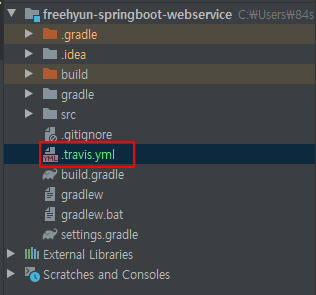 freehyun-springboot-webservice C:₩Users₩84s
.gradle
.idea
build
gradle
src
.gitignore
YML .travis.yml
build.gradle
gradlew
gradlew.bat
settings.gradle
External Libraries
Scratches and Consoles